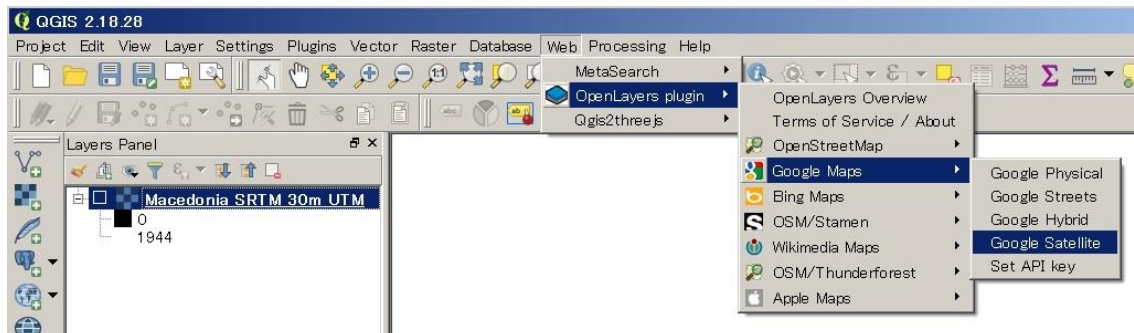 QGIS 2.18.28
Project Edit View Layer Settings Plugins Vector Raster Database Web Processing Help
MetaSearch
OpenLayers plugin
Qgis2threejs
OpenLayers Overview
Terms of Service / About
OpenStreetMap
Google Maps
Bing Maps
OSM/Stamen
Wikimedia Maps
OSM/Thunderforest
Apple Maps
Google Physical
Google Streets
Google Hybrid
Google Satellite
Set API key
Layers Panel
Macedonia SRTM 30m UTM
0
1944